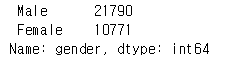 Male      21790
Female    10771
Name: gender, dtype: int64